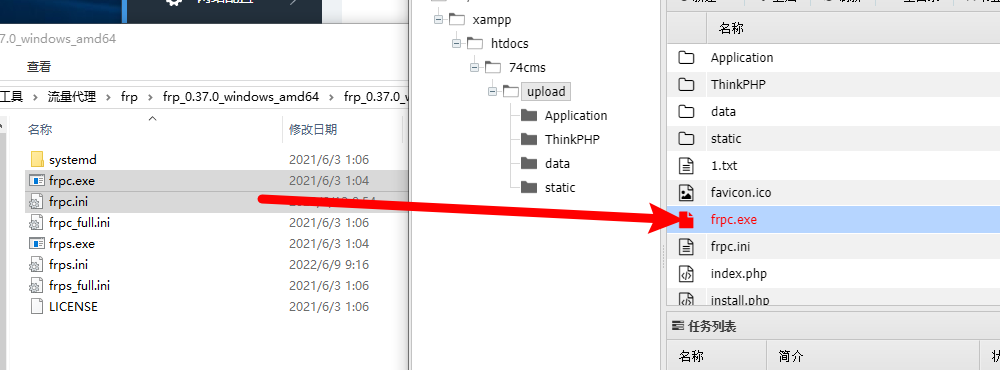 7.0_windows_amd64
查看
工具 > 流量代理 > frp > frp_0.37.0_windows_amd64 > frp_0.37.0_w
名称 修改日期
systemd 2021/6/3 1:06
frpc.exe 2021/6/3 1:04
frpc.ini
frpc_full.ini 2021/6/3 1:06
frps.exe 2021/6/3 1:04
frps.ini 2022/6/9 9:16
frps_full.ini 2021/6/3 1:06
LICENSE 2021/6/3 1:06
xampp
htdocs
74cms
upload
Application
ThinkPHP
data
static
名称
Application
ThinkPHP
data
static
1.txt
favicon.ico
frpc.exe
frpc.ini
index.php
install.php
任务列表
名称 简介 状